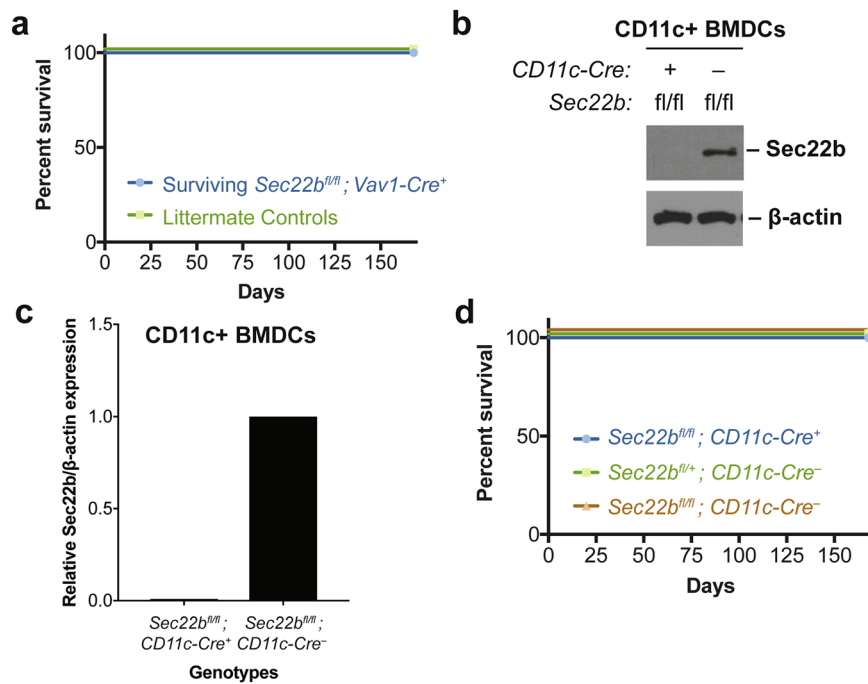 a
100
50
0
Percent survival
Surviving Sec22bfl/fl; Vav1-Cre+
Littermate Controls
0 25 50 75 100 125 150
Days
b
CD11c+ BMDCs
CD11c-Cre: + –
Sec22b: fl/fl fl/fl
– Sec22b
– β-actin
c
CD11c+ BMDCs
1.5
1.0
0.5
0.0
Relative Sec22b/β-actin expression
Sec22bfl/fl; Sec22bfl/fl;
CD11c-Cre+ CD11c-Cre–
Genotypes
d
100
50
0
Percent survival
Sec22bfl/fl; CD11c-Cre+
Sec22bfl/+; CD11c-Cre–
Sec22bfl/fl; CD11c-Cre–
0 25 50 75 100 125 150
Days